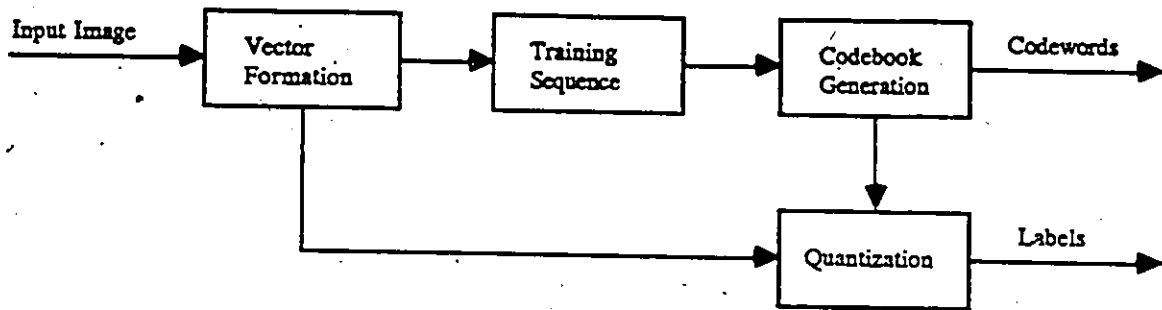 Input Image
Vector
Formation
Training
Sequence
Codebook
Generation
Codewords
Quantization
Labels